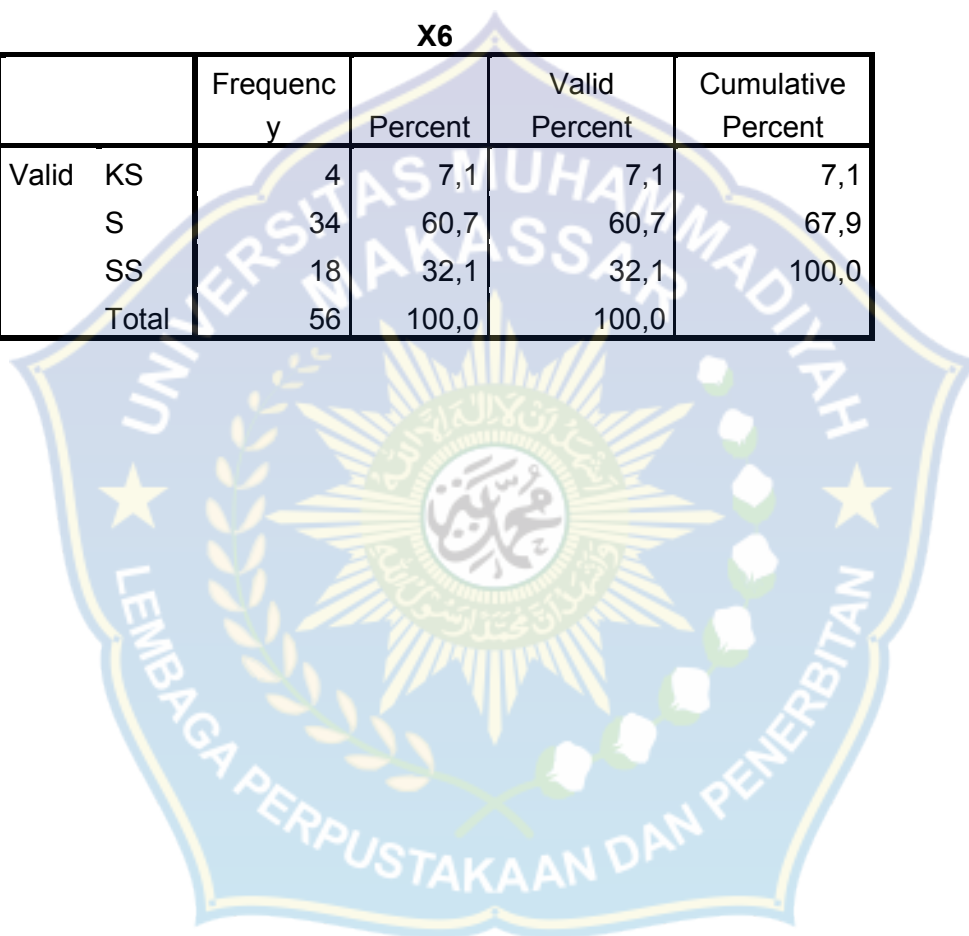 X6
Frequenc
y Percent Valid
Percent Cumulative
Percent
Valid KS 4 7,1 7,1 7,1
S 34 60,7 60,7 67,9
SS 18 32,1 32,1 100,0
Total 56 100,0 100,0
UNIVERSITAS MUHAMMADIYAH
MAKASSAR
محمد
LEMBAGA PERPUSTAKAAN DAN PENERBITAN